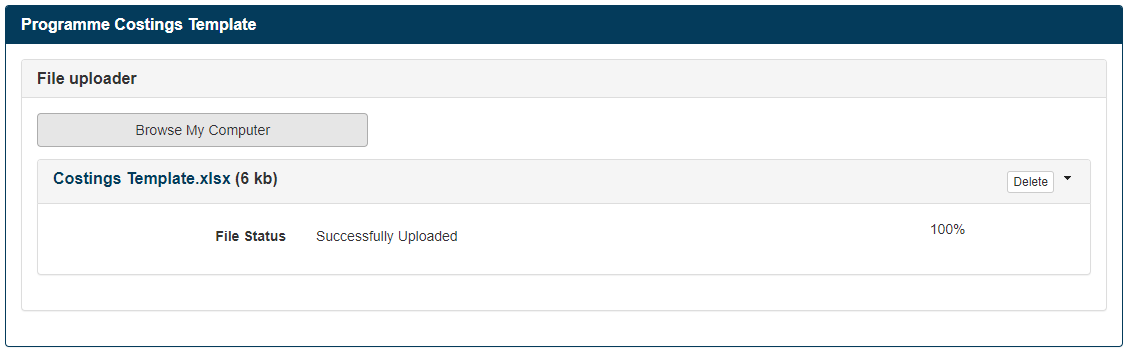 Programme Costings Template
File uploader
Browse My Computer
Costings Template.xlsx (6 kb)
Delete
File Status Successfully Uploaded 100%